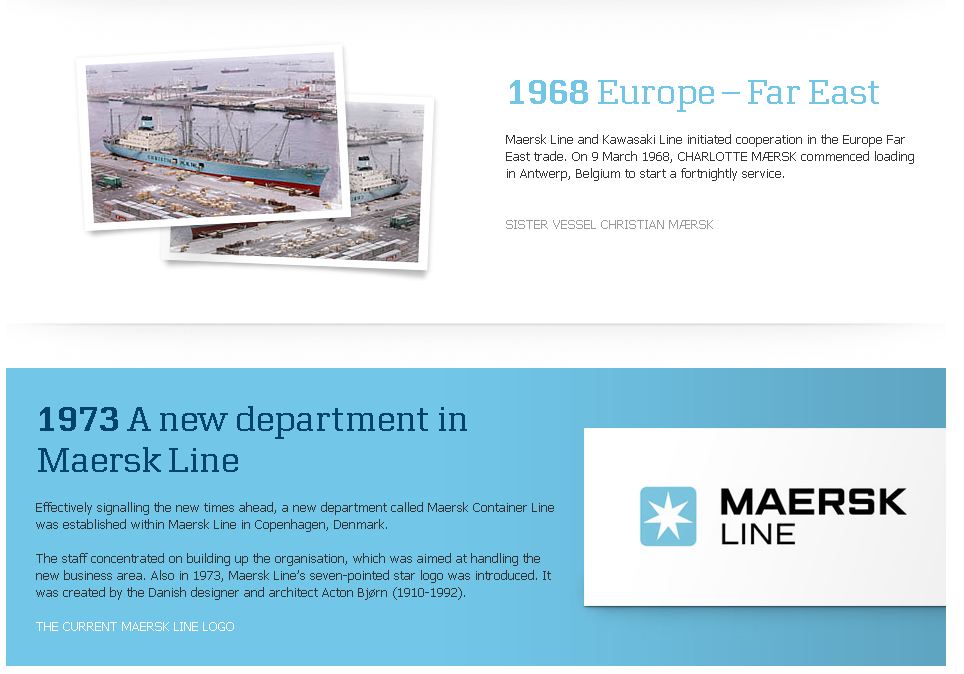 1968 Europe – Far East
Maersk Line and Kawasaki Line initiated cooperation in the Europe Far
East trade. On 9 March 1968, CHARLOTTE MÆRSK commenced loading
in Antwerp, Belgium to start a fortnightly service.
SISTER VESSEL CHRISTIAN MÆRSK
1973 A new department in
Maersk Line
Effectively signalling the new times ahead, a new department called Maersk Container Line
was established within Maersk Line in Copenhagen, Denmark.
The staff concentrated on building up the organisation, which was aimed at handling the
new business area. Also in 1973, Maersk Line's seven-pointed star logo was introduced. It
was created by the Danish designer and architect Acton Bjørn (1910-1992).
THE CURRENT MAERSK LINE LOGO
MAERSK
LINE